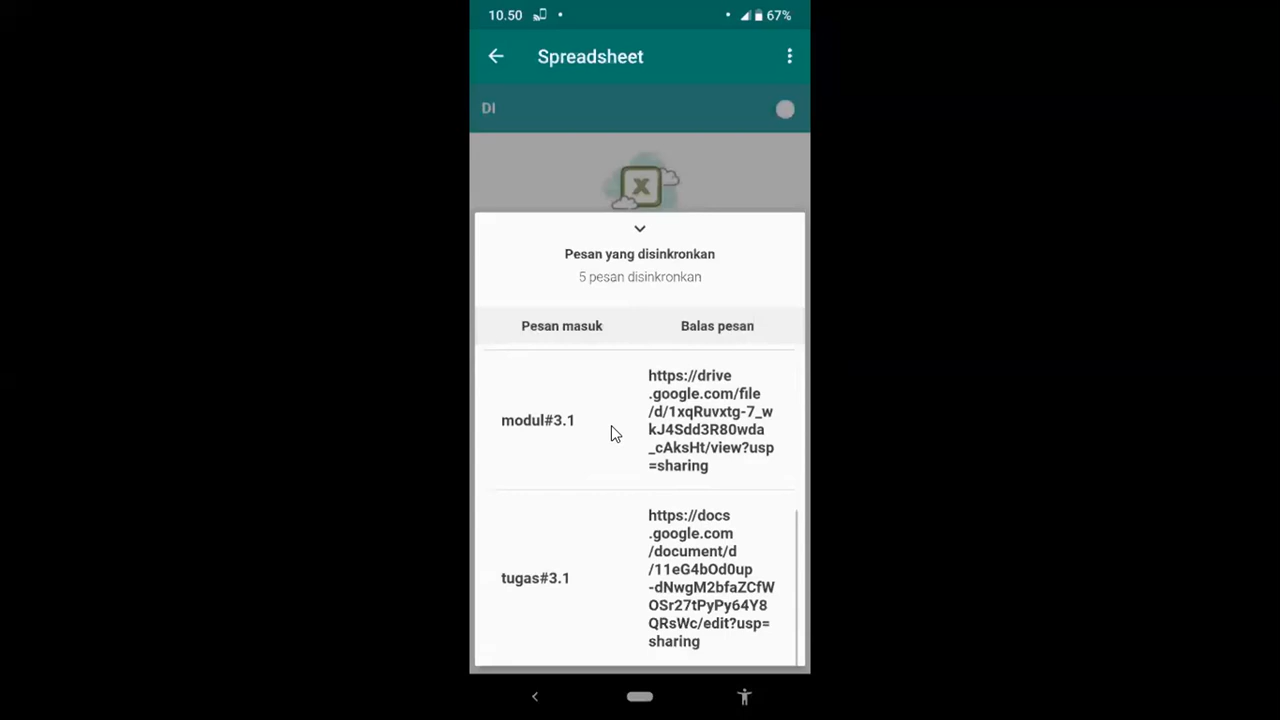 10.50
67%
Spreadsheet
DI
X
Pesan yang disinkronkan
5 pesan disinkronkan
Pesan masuk Balas pesan
modul#3.1
https://drive
.google.com/file
/d/1xqRuvxtg-7_w
kJ4Sdd3R80wda
_cAksHt/view?usp
=sharing
tugas#3.1
https://docs
.google.com
/document/d
/11eG4bOd0up
-dNwgM2bfaZCfW
OSr27tPyPy64Y8
QRsWc/edit?usp=
sharing